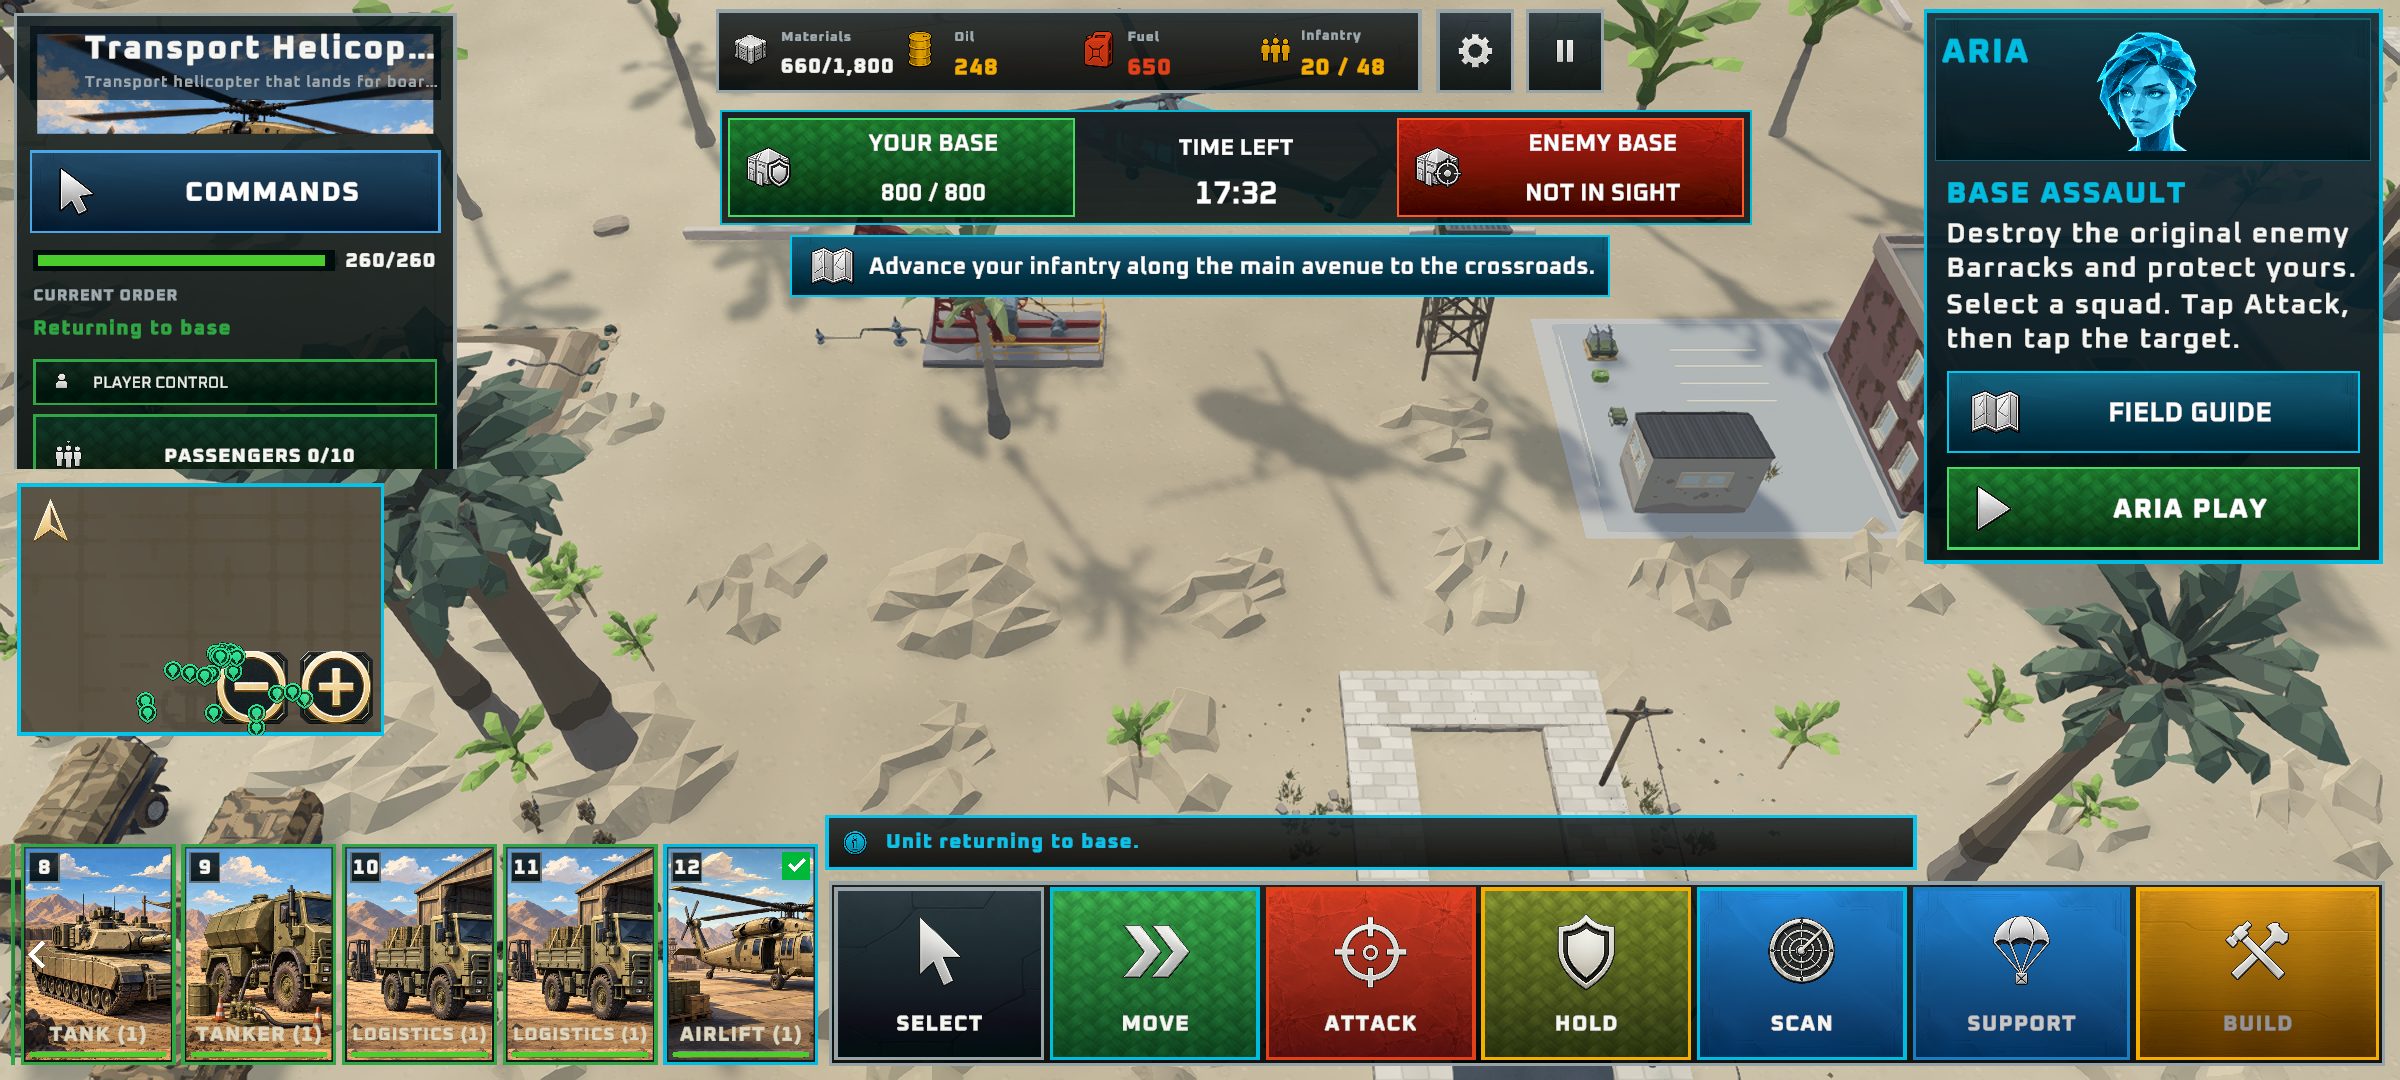 Transport Helicop...
Transport helicopter that lands for boar...
COMMANDS
260/260
CURRENT ORDER
Returning to base
PLAYER CONTROL
PASSENGERS 0/10
Materials
660/1,800
Oil
248
Fuel
650
Infantry
20 / 48
YOUR BASE
800 / 800
TIME LEFT
17:32
ENEMY BASE
NOT IN SIGHT
Advance your infantry along the main avenue to the crossroads.
ARIA
BASE ASSAULT
Destroy the original enemy
Barracks and protect yours.
Select a squad. Tap Attack,
then tap the target.
FIELD GUIDE
ARIA PLAY
Unit returning to base.
8
TANK (1)
9
TANKER (1)
10
LOGISTICS (1)
11
LOGISTICS (1)
12
AIRLIFT (1)
SELECT
MOVE
ATTACK
HOLD
SCAN
SUPPORT
BUILD